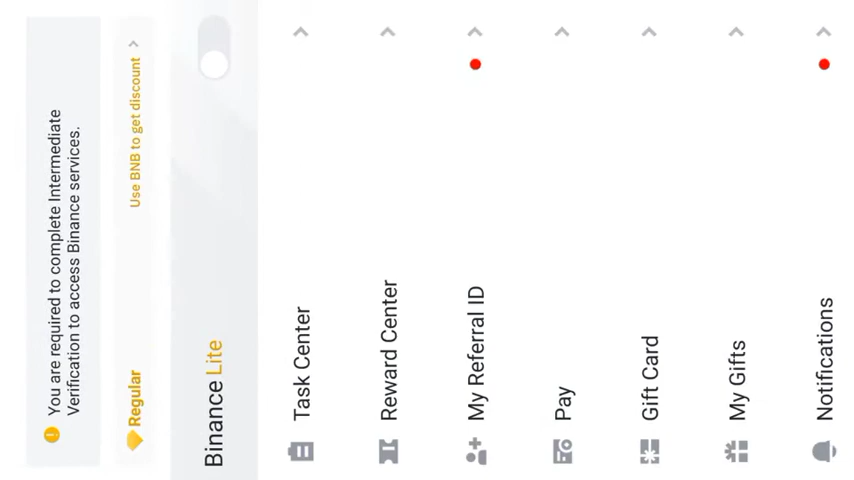 You are required to complete Intermediate
Verification to access Binance services.
Regular
Use BNB to get discount
Binance Lite
Task Center
Reward Center
My Referral ID
Pay
Gift Card
My Gifts
Notifications